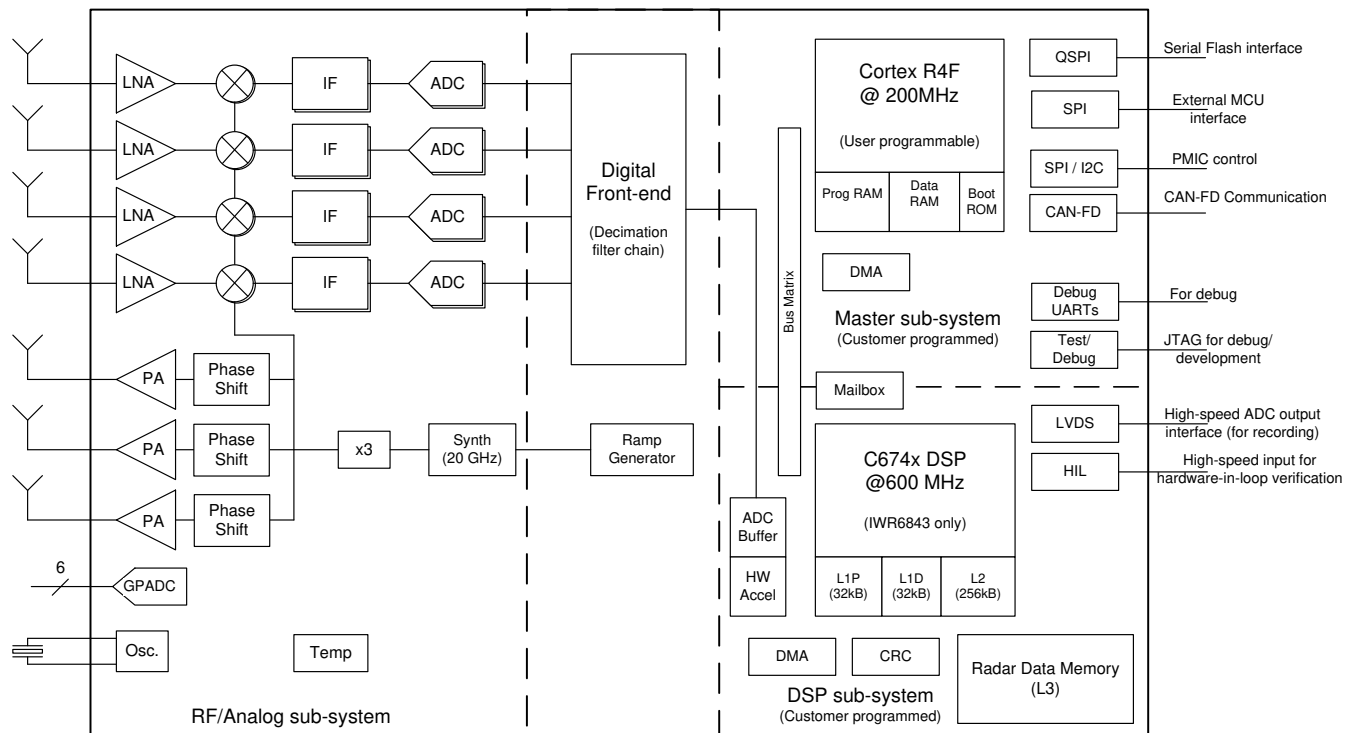 LNA
IF
ADC
LNA
IF
ADC
LNA
IF
ADC
LNA
IF
ADC
Digital
Front-end
(Decimation
filter chain)
PA
Phase
Shift
PA
Phase
Shift
PA
Phase
Shift
x3
Synth
(20 GHz)
Ramp
Generator
6
GPADC
Osc.
Temp
RF/Analog sub-system
Cortex R4F
@ 200MHz
(User programmable)
Prog RAM
Data
RAM
Boot
ROM
DMA
Bus Matrix
Master sub-system
(Customer programmed)
Mailbox
QSPI
Serial Flash interface
SPI
External MCU
interface
SPI / I2C
PMIC control
CAN-FD
CAN-FD Communication
Debug
UARTs
For debug
Test/
Debug
JTAG for debug/
development
LVDS
High-speed ADC output
interface (for recording)
HIL
High-speed input for
hardware-in-loop verification
C674x DSP
@600 MHz
(IWR6843 only)
L1P
(32kB)
L1D
(32kB)
L2
(256kB)
ADC
Buffer
HW
Accel
DMA
CRC
Radar Data Memory
(L3)
DSP sub-system
(Customer programmed)